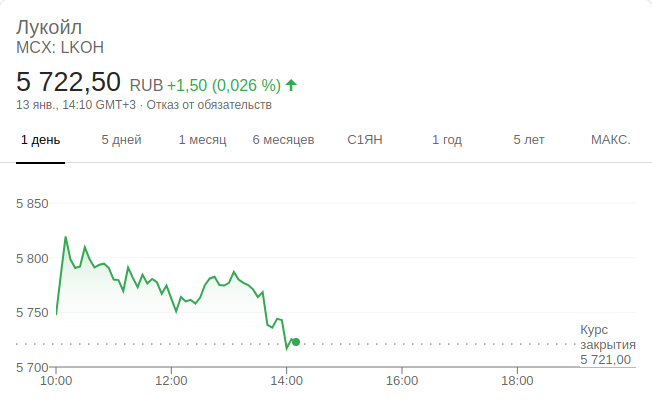 Лукойл
MCX: LKOH
5 722,50 RUB +1,50 (0,026 %)
13 янв., 14:10 GMT+3 · Отказ от обязательств
1 день 5 дней 1 месяц 6 месяцев С1ЯН 1 год 5 лет МАКС.
5 850
5 800
5 750
5 700
Курс
закрытия
5 721,00
10:00 12:00 14:00 16:00 18:00